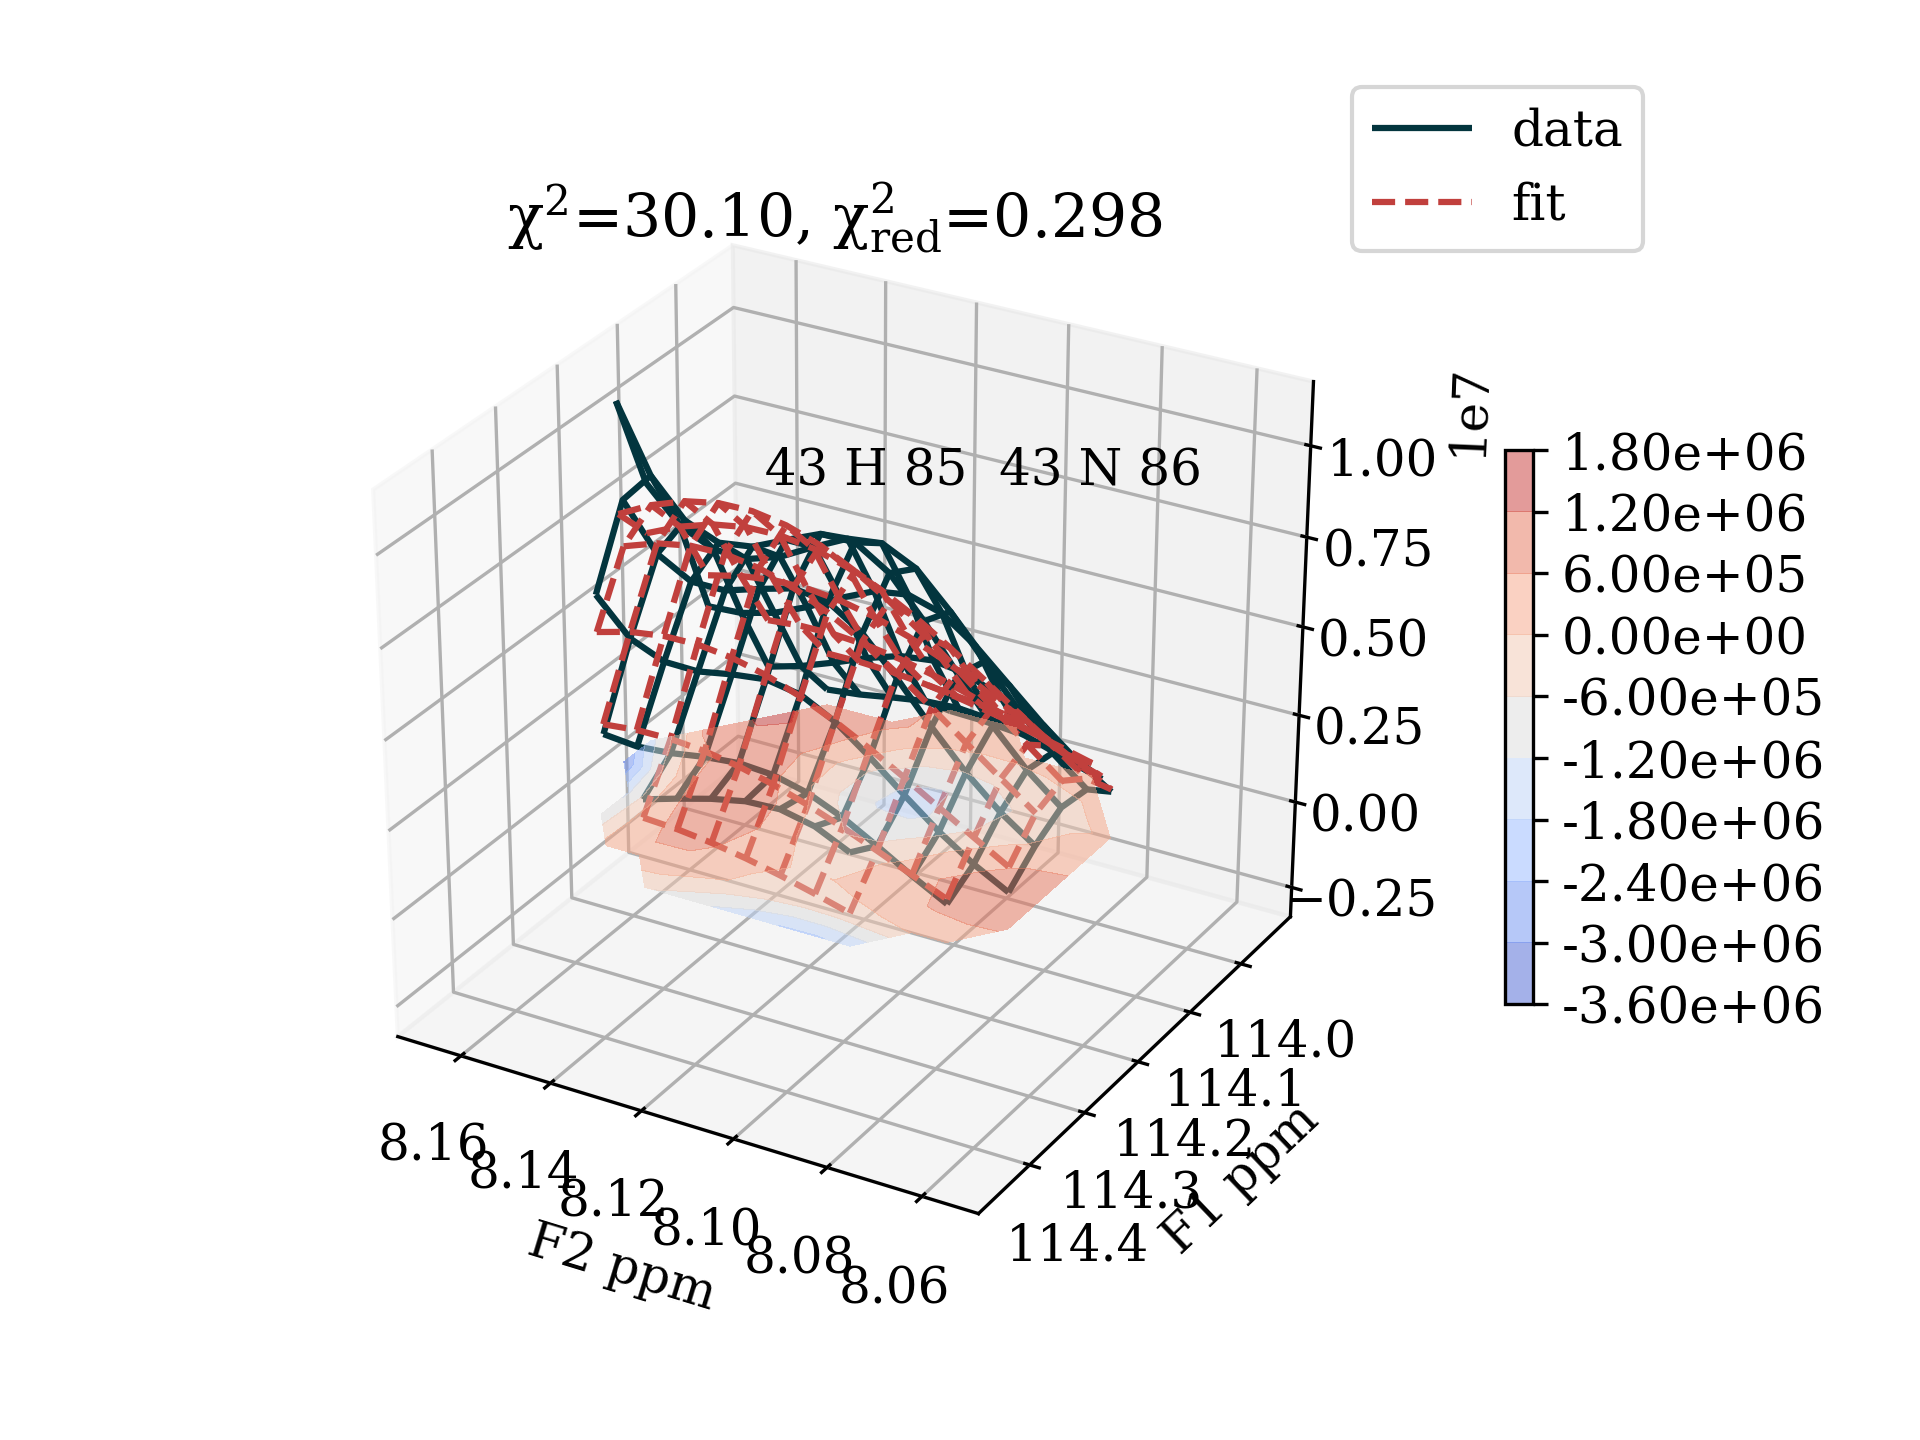 data
fit
χ²=30.10, χ²red=0.298
43 H 85 43 N 86
1e7
1.00
0.75
0.50
0.25
0.00
−0.25
1.80e+06
1.20e+06
6.00e+05
0.00e+00
-6.00e+05
-1.20e+06
-1.80e+06
-2.40e+06
-3.00e+06
-3.60e+06
8.16
8.14
8.12
8.10
8.08
8.06
F2 ppm
114.0
114.1
114.2
114.3
114.4
F1 ppm